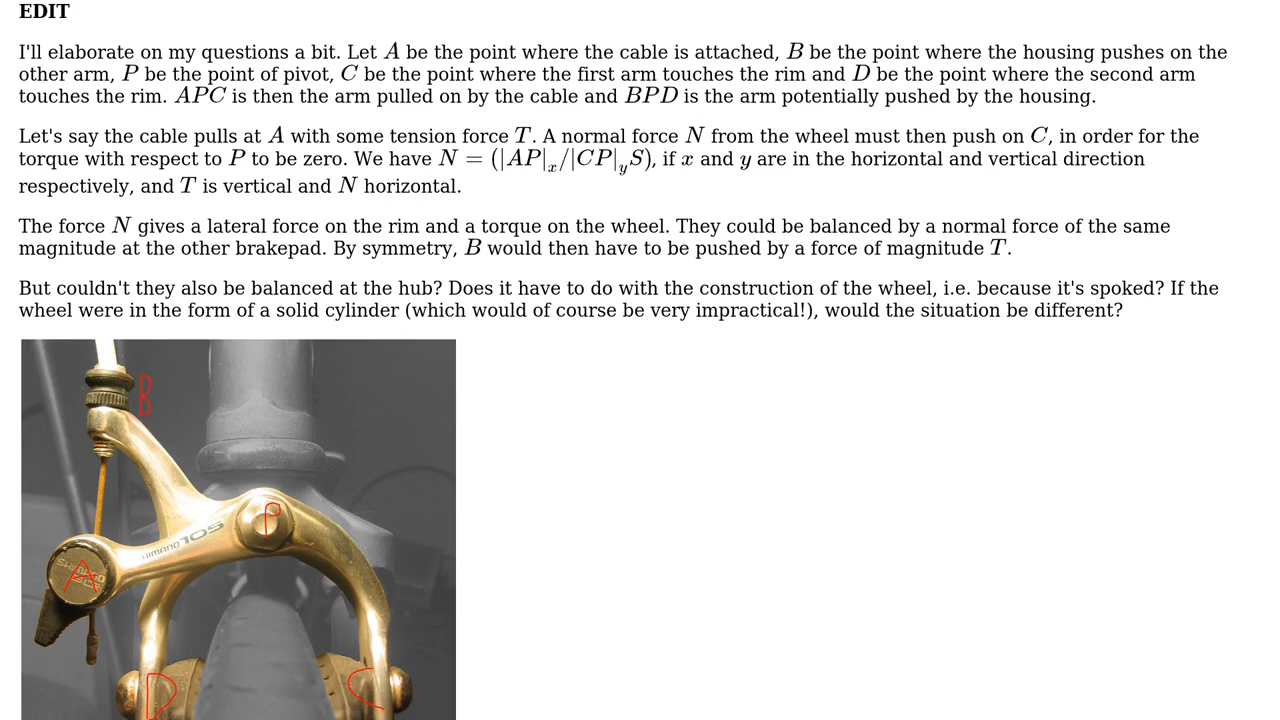 EDIT
I'll elaborate on my questions a bit. Let A be the point where the cable is attached, B be the point where the housing pushes on the
other arm, P be the point of pivot, C be the point where the first arm touches the rim and D be the point where the second arm
touches the rim. APC is then the arm pulled on by the cable and BPD is the arm potentially pushed by the housing.
Let's say the cable pulls at A with some tension force T. A normal force N from the wheel must then push on C, in order for the
torque with respect to P to be zero. We have N = (|AP|_x/|CP|_y S), if x and y are in the horizontal and vertical direction
respectively, and T is vertical and N horizontal.
The force N gives a lateral force on the rim and a torque on the wheel. They could be balanced by a normal force of the same
magnitude at the other brakepad. By symmetry, B would then have to be pushed by a force of magnitude T.
But couldn't they also be balanced at the hub? Does it have to do with the construction of the wheel, i.e. because it's spoked? If the
wheel were in the form of a solid cylinder (which would of course be very impractical!), would the situation be different?
B
P
105
A
D
C